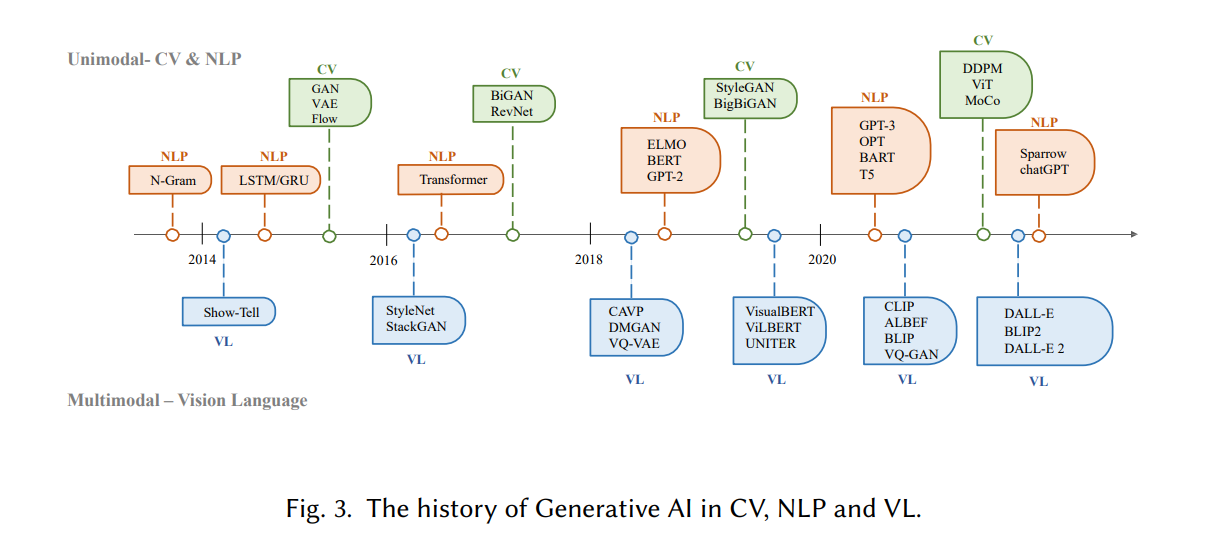 Unimodal- CV & NLP
CV
GAN
VAE
Flow
CV
BiGAN
RevNet
CV
StyleGAN
BigBiGAN
CV
DDPM
ViT
MoCo
NLP
N-Gram
NLP
LSTM/GRU
NLP
Transformer
NLP
ELMO
BERT
GPT-2
NLP
GPT-3
OPT
BART
T5
NLP
Sparrow
chatGPT
2014
2016
2018
2020
Show-Tell
VL
StyleNet
StackGAN
VL
CAVP
DMGAN
VQ-VAE
VL
VisualBERT
ViLBERT
UNITER
VL
CLIP
ALBEF
BLIP
VQ-GAN
VL
DALL-E
BLIP2
DALL-E 2
VL
Multimodal – Vision Language
Fig. 3. The history of Generative AI in CV, NLP and VL.